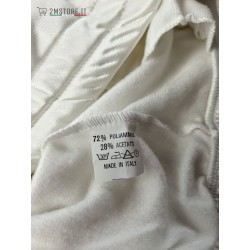 2MSTORE.IT
72% POLIAMMIDE
28% ACETATO
MADE IN ITALY